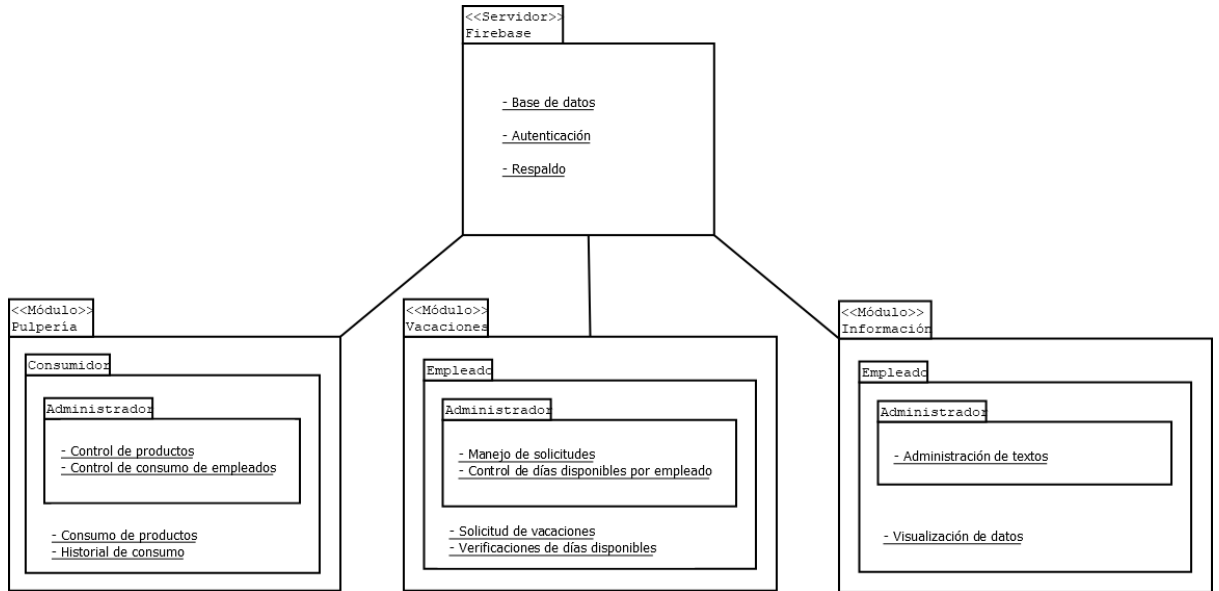 <<Servidor>>
Firebase
- Base de datos
- Autenticación
- Respaldo
<<Módulo>>
Pulpería
Consumidor
Administrador
- Control de productos
- Control de consumo de empleados
- Consumo de productos
- Historial de consumo
<<Módulo>>
Vacaciones
Empleado
Administrador
- Manejo de solicitudes
- Control de días disponibles por empleado
- Solicitud de vacaciones
- Verificaciones de días disponibles
<<Módulo>>
Información
Empleado
Administrador
- Administración de textos
- Visualización de datos